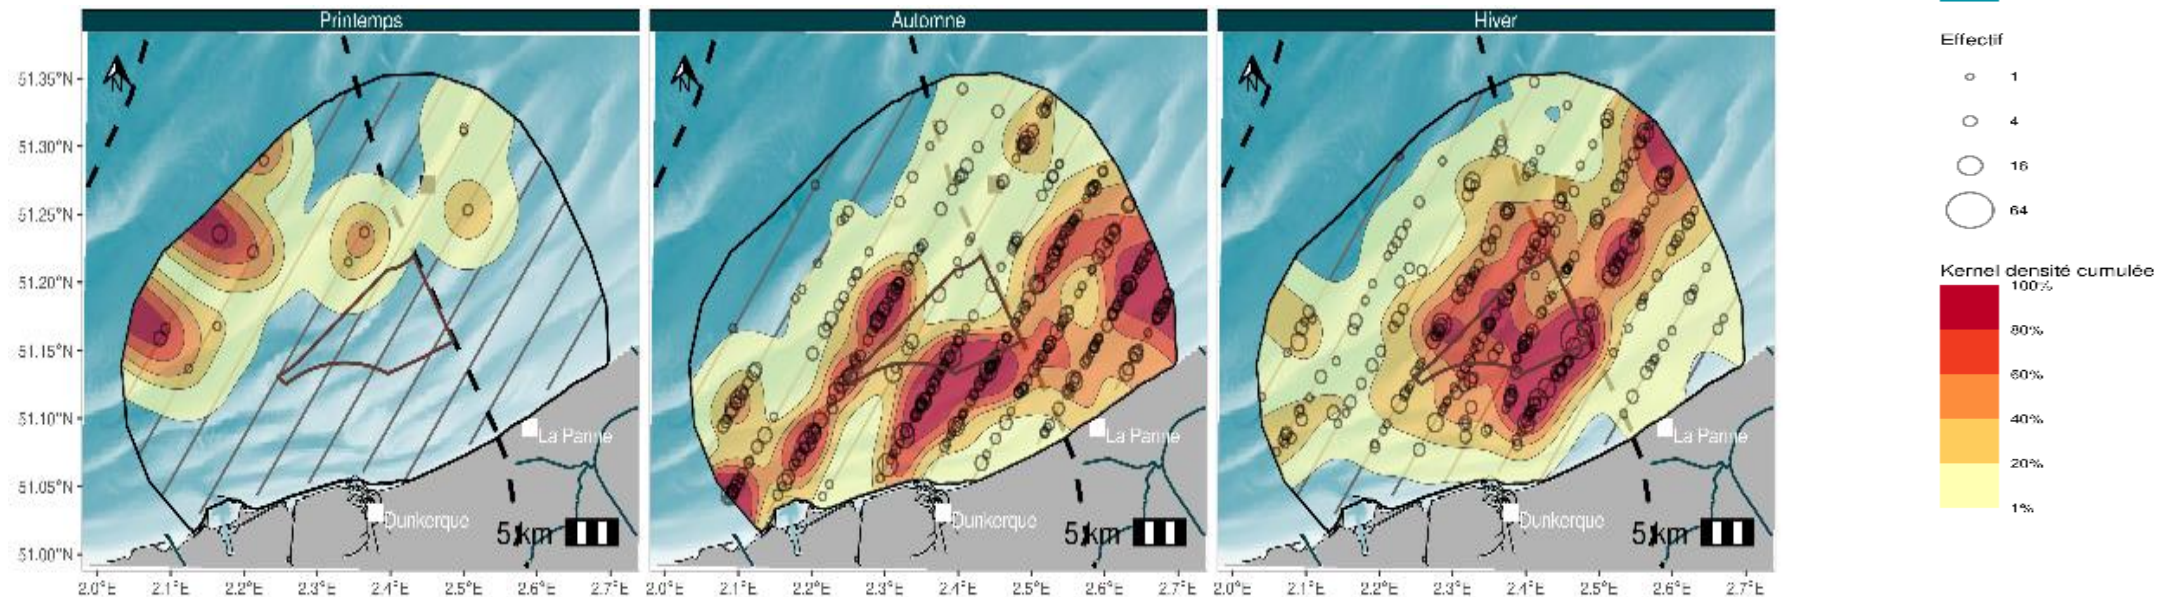 Printemps
Automne
Hiver
51.35°N
51.30°N
51.25°N
51.20°N
51.15°N
51.10°N
51.05°N
51.00°N
N
N
N
La Panne
La Panne
La Panne
Dunkerque
Dunkerque
Dunkerque
5 km
5 km
5 km
2.0°E 2.1°E 2.2°E 2.3°E 2.4°E 2.5°E 2.6°E 2.7°E
2.0°E 2.1°E 2.2°E 2.3°E 2.4°E 2.5°E 2.6°E 2.7°E
2.0°E 2.1°E 2.2°E 2.3°E 2.4°E 2.5°E 2.6°E 2.7°E
Effectif
1
4
16
64
Kernel densité cumulée
100%
80%
60%
40%
20%
1%